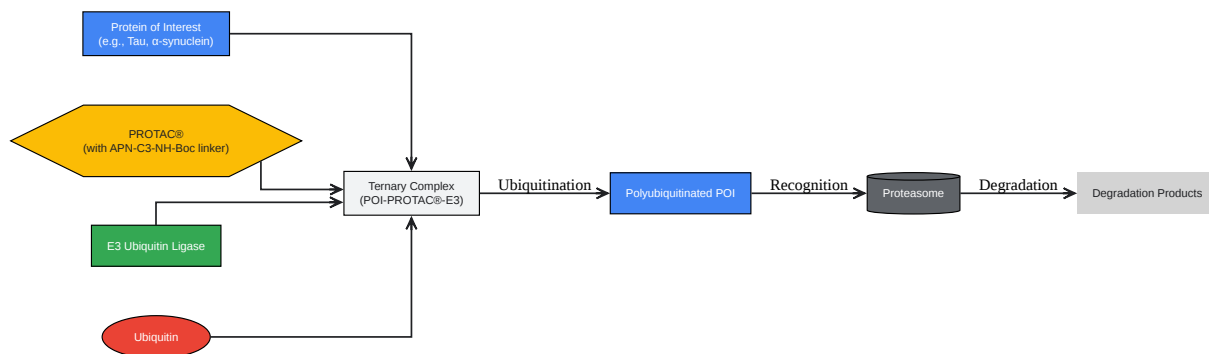 Protein of Interest
(e.g., Tau, α-synuclein)
PROTAC®
(with APN-C3-NH-Boc linker)
E3 Ubiquitin Ligase
Ubiquitin
Ternary Complex
(POI-PROTAC®-E3)
Ubiquitination
Polyubiquitinated POI
Recognition
Proteasome
Degradation
Degradation Products